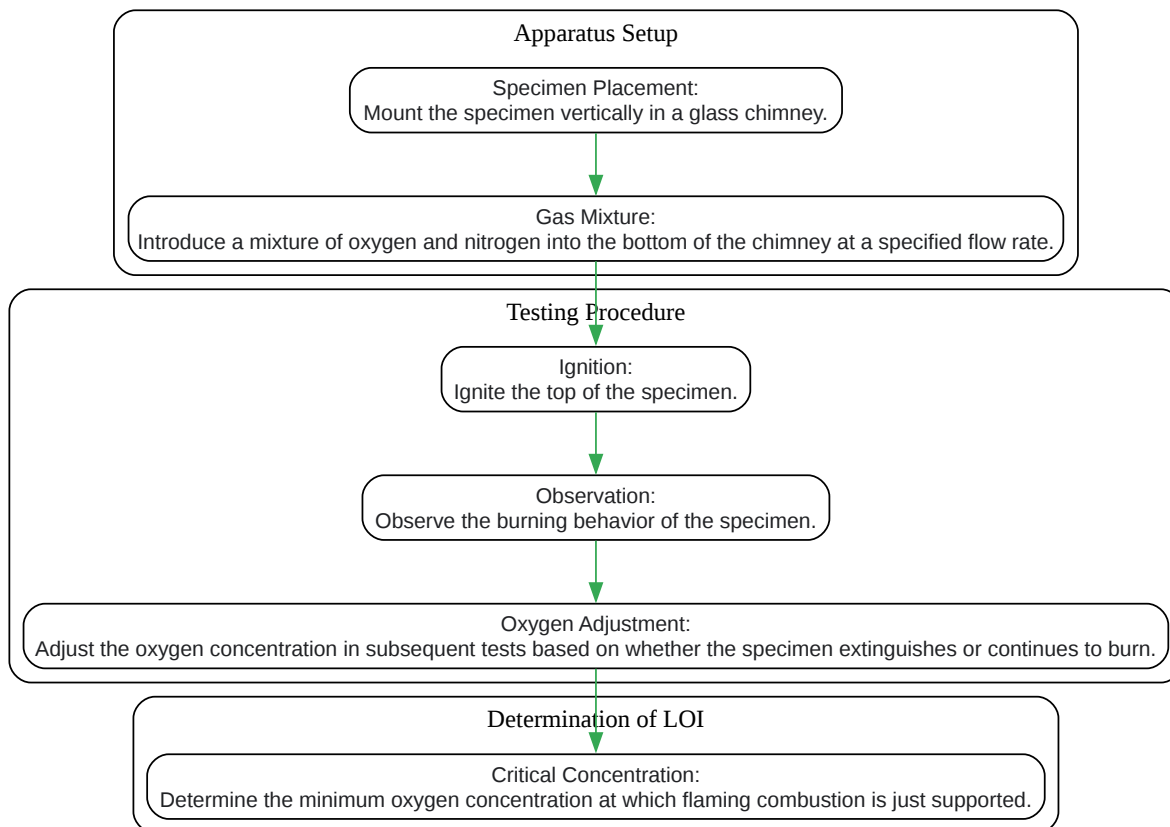 Apparatus Setup
Specimen Placement:
Mount the specimen vertically in a glass chimney.
Gas Mixture:
Introduce a mixture of oxygen and nitrogen into the bottom of the chimney at a specified flow rate.
Testing Procedure
Ignition:
Ignite the top of the specimen.
Observation:
Observe the burning behavior of the specimen.
Oxygen Adjustment:
Adjust the oxygen concentration in subsequent tests based on whether the specimen extinguishes or continues to burn.
Determination of LOI
Critical Concentration:
Determine the minimum oxygen concentration at which flaming combustion is just supported.